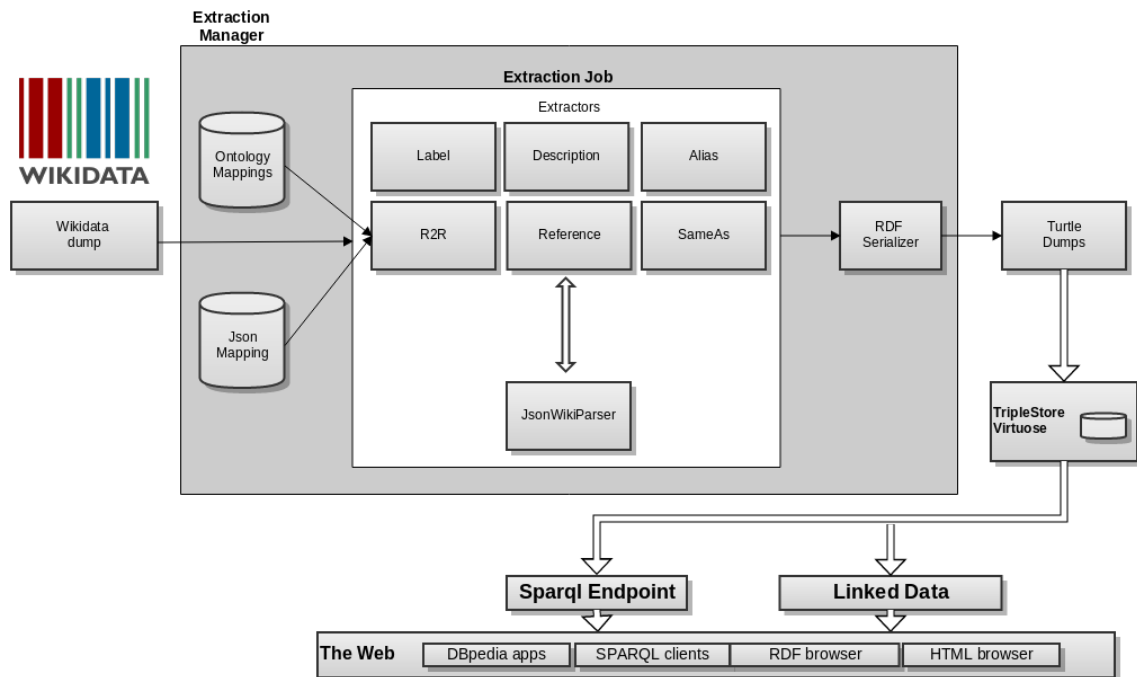 Extraction
Manager
Extraction Job
Extractors
WIKIDATA
Ontology
Mappings
Label
Description
Alias
Wikidata
dump
R2R
Reference
SameAs
RDF
Serializer
Turtle
Dumps
Json
Mapping
JsonWikiParser
TripleStore
Virtuose
Sparql Endpoint
Linked Data
The Web
DBpedia apps
SPARQL clients
RDF browser
HTML browser